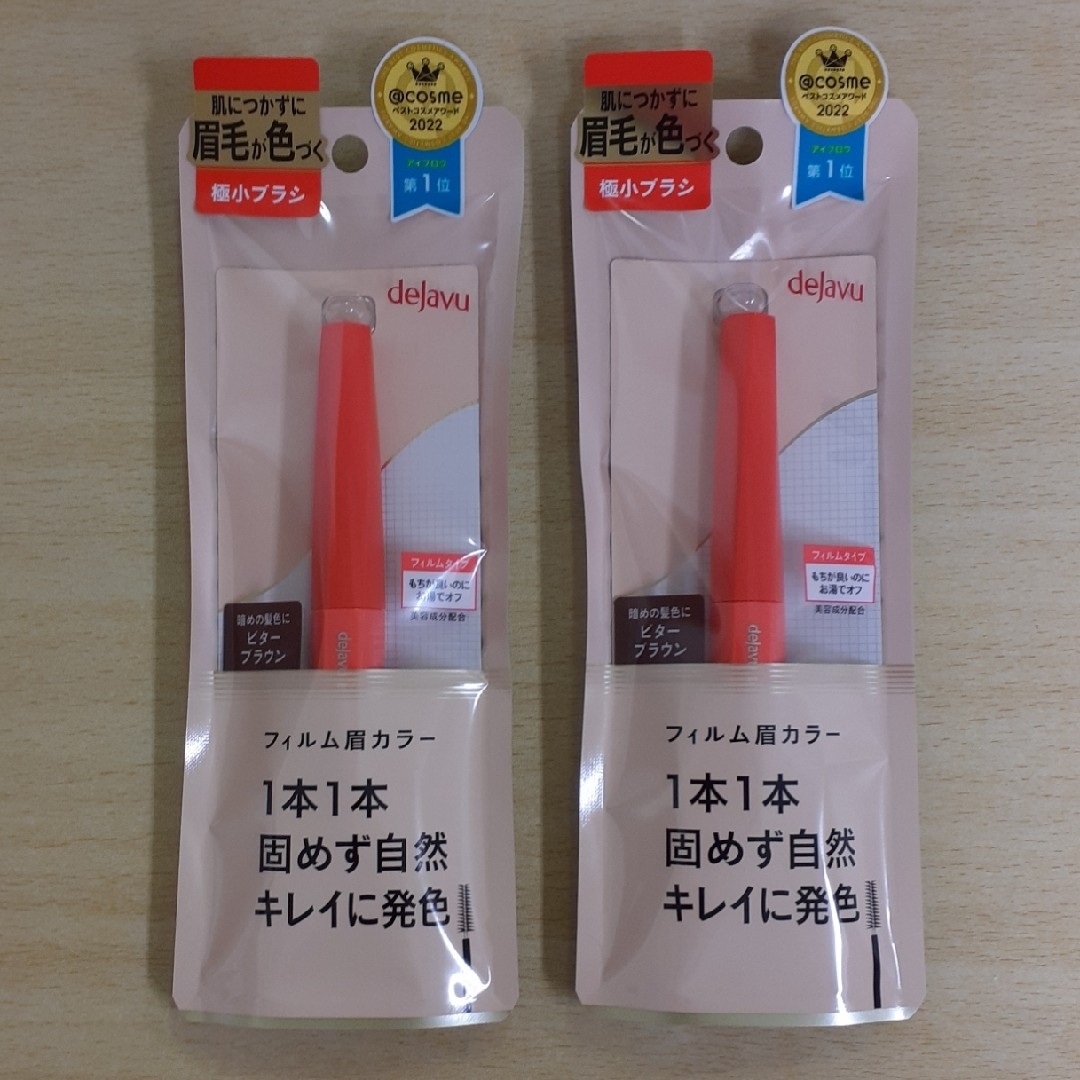 肌につかずに
眉毛が色づく
極小ブラシ
@cosme
ベストコスメアワード
2022
アイブロウ
第1位
dejavu
フィルムタイプ
もちが良いのに
お湯でオフ
美容成分配合
暗めの髪色に
ビター
ブラウン
dejavu
フィルム眉カラー
1本1本
固めず自然
キレイに発色
肌につかずに
眉毛が色づく
極小ブラシ
@cosme
ベストコスメアワード
2022
アイブロウ
第1位
dejavu
フィルムタイプ
もちが良いのに
お湯でオフ
美容成分配合
暗めの髪色に
ビター
ブラウン
dejavu
フィルム眉カラー
1本1本
固めず自然
キレイに発色